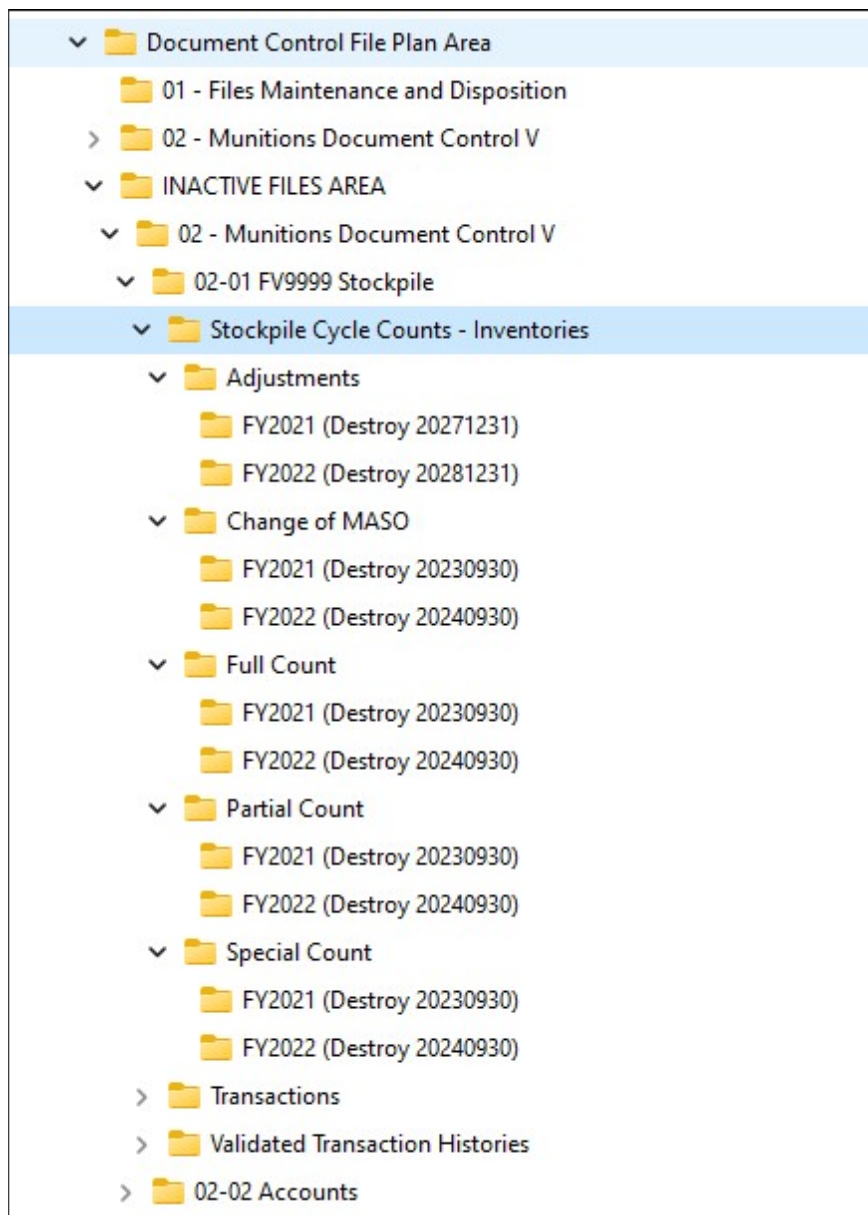 Document Control File Plan Area
01 - Files Maintenance and Disposition
02 - Munitions Document Control V
INACTIVE FILES AREA
02 - Munitions Document Control V
02-01 FV9999 Stockpile
Stockpile Cycle Counts - Inventories
Adjustments
FY2021 (Destroy 20271231)
FY2022 (Destroy 20281231)
Change of MASO
FY2021 (Destroy 20230930)
FY2022 (Destroy 20240930)
Full Count
FY2021 (Destroy 20230930)
FY2022 (Destroy 20240930)
Partial Count
FY2021 (Destroy 20230930)
FY2022 (Destroy 20240930)
Special Count
FY2021 (Destroy 20230930)
FY2022 (Destroy 20240930)
Transactions
Validated Transaction Histories
02-02 Accounts